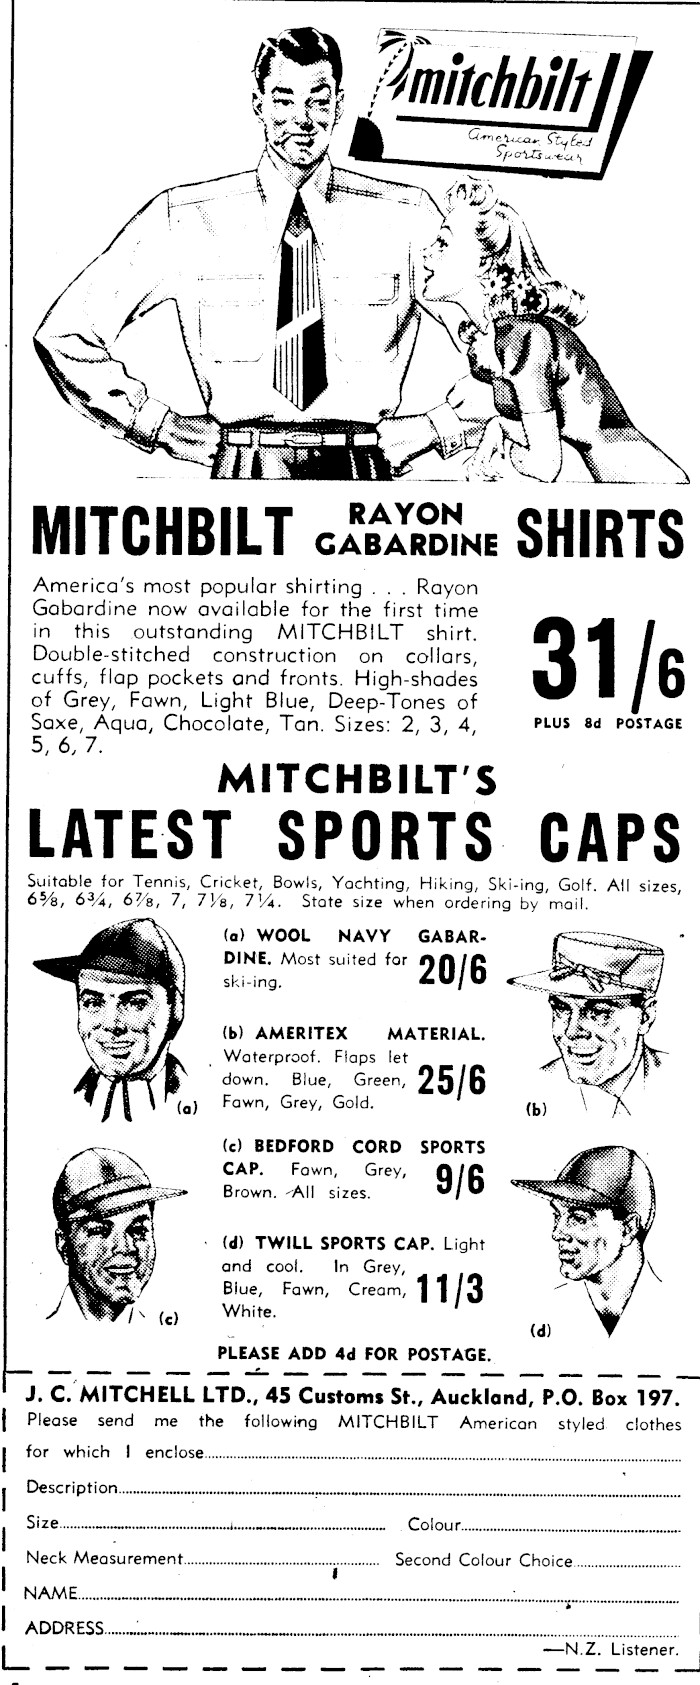 mitchbilt
American Styled
Sportswear
MITCHBILT RAYON GABARDINE SHIRTS
America's most popular shirting . . . Rayon
Gabardine now available for the first time
in this outstanding MITCHBILT shirt.
Double-stitched construction on collars,
cuffs, flap pockets and fronts. High-shades
of Grey, Fawn, Light Blue, Deep-Tones of
Saxe, Aqua, Chocolate, Tan. Sizes: 2, 3, 4,
5, 6, 7.
31/6
PLUS 8d POSTAGE
MITCHBILT'S
LATEST SPORTS CAPS
Suitable for Tennis, Cricket, Bowls, Yachting, Hiking, Ski-ing, Golf. All sizes,
6⅝, 6¾, 6⅞, 7, 7⅛, 7¼. State size when ordering by mail.
(a) WOOL NAVY GABAR-
DINE. Most suited for
ski-ing.
20/6
(a)
(b) AMERITEX MATERIAL.
Waterproof. Flaps let
down. Blue, Green,
Fawn, Grey, Gold.
25/6
(b)
(c) BEDFORD CORD SPORTS
CAP. Fawn, Grey,
Brown. All sizes.
9/6
(c)
(d) TWILL SPORTS CAP. Light
and cool. In Grey,
Blue, Fawn, Cream,
White.
11/3
(d)
PLEASE ADD 4d FOR POSTAGE.
J. C. MITCHELL LTD., 45 Customs St., Auckland, P.O. Box 197.
Please send me the following MITCHBILT American styled clothes
for which I enclose
Description
Size Colour
Neck Measurement Second Colour Choice
NAME
ADDRESS
—N.Z. Listener.